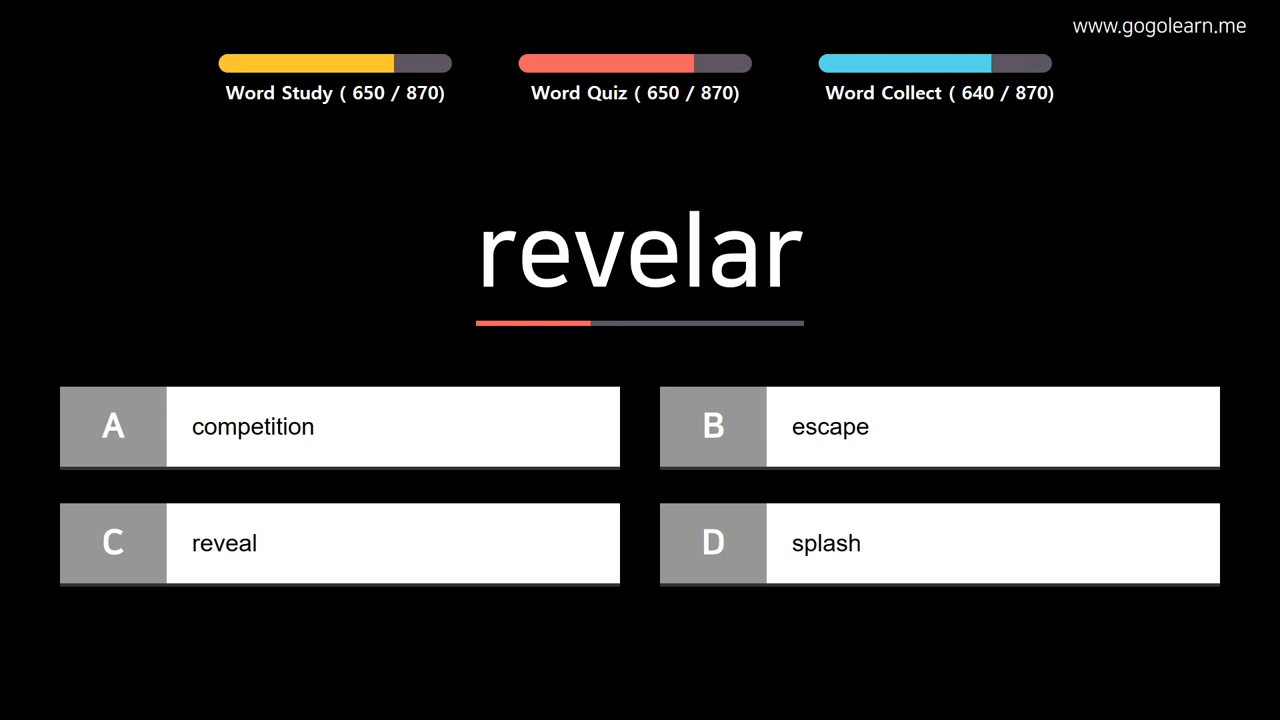 www.gogolearn.me
Word Study ( 650 / 870)
Word Quiz ( 650 / 870)
Word Collect ( 640 / 870)
revelar
A competition
B escape
C reveal
D splash